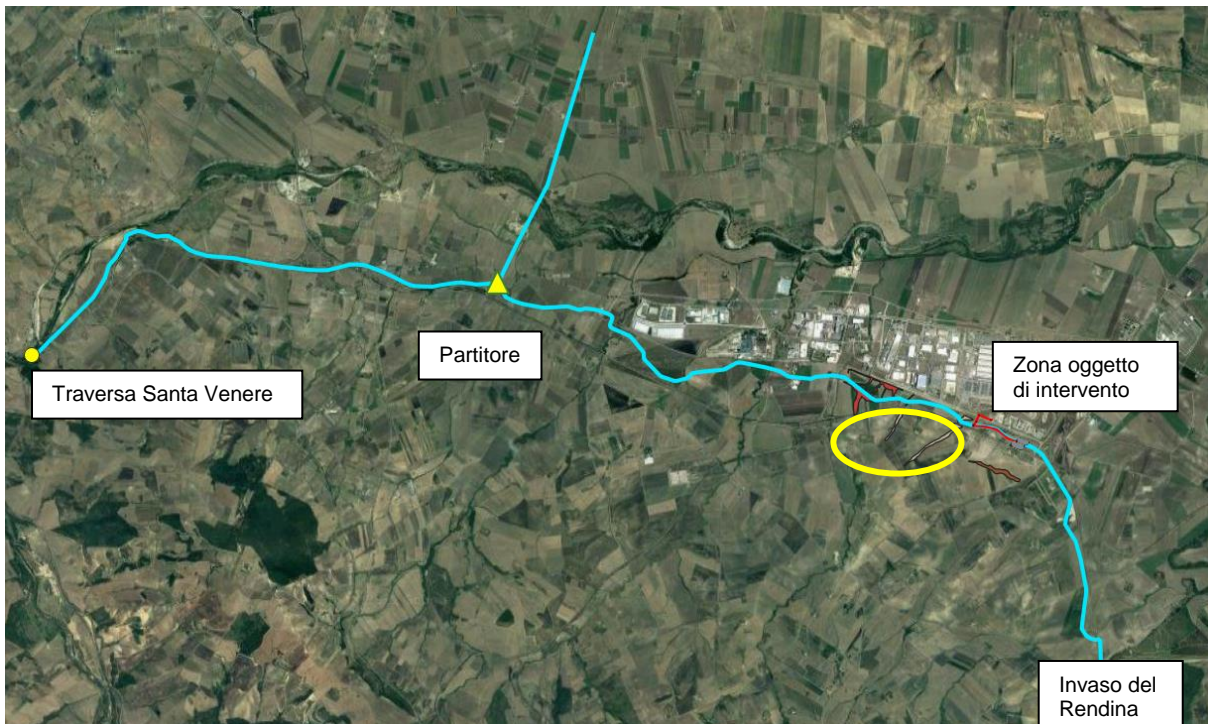 Partitore
Traversa Santa Venere
Zona oggetto
di intervento
Invaso del
Rendina